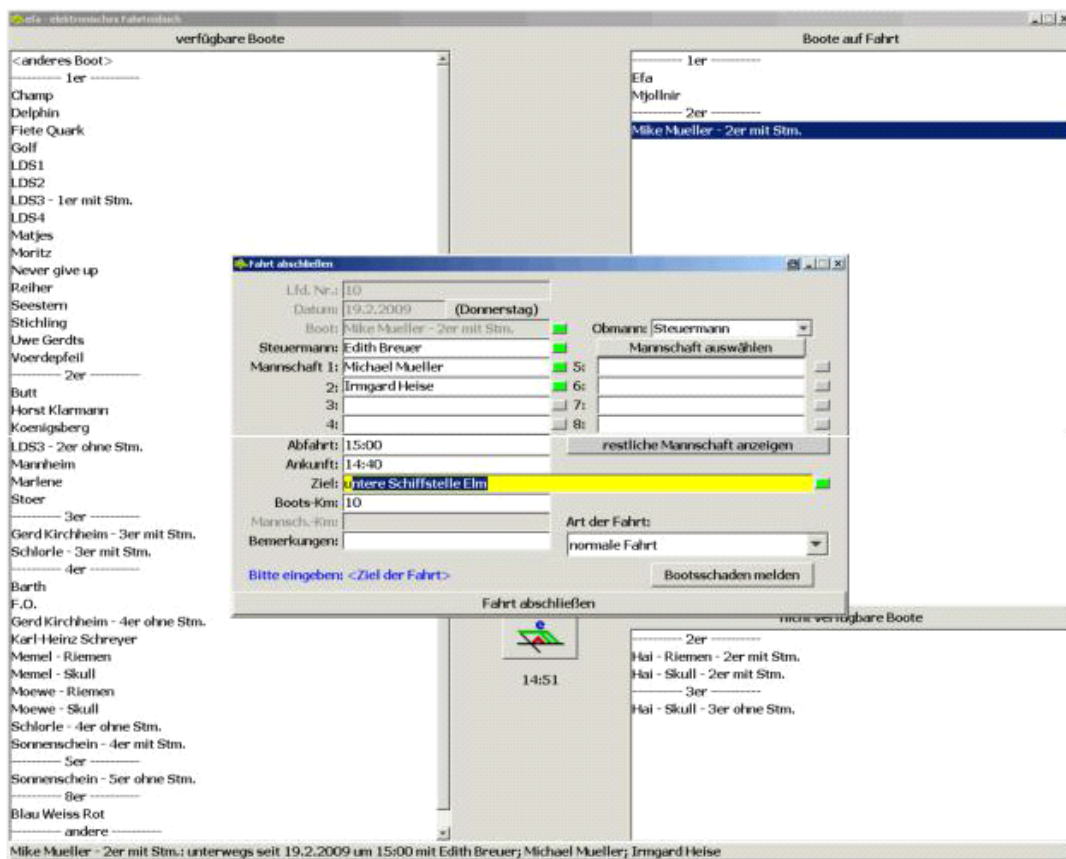 efa - elektronisches Fahrtenbuch
verfügbare Boote
<anderes Boot>
---------- 1er ----------
Champ
Delphin
Fiete Quark
Golf
LDS1
LDS2
LDS3 - 1er mit Stm.
LDS4
Matjes
Moritz
Never give up
Reiher
Seestern
Stichling
Uwe Gerdts
Voerdepfeil
---------- 2er ----------
Butt
Horst Klarmann
Koenigsberg
LDS3 - 2er ohne Stm.
Mannheim
Marlene
Stoer
---------- 3er ----------
Gerd Kirchheim - 3er mit Stm.
Schlorle - 3er mit Stm.
---------- 4er ----------
Barth
F.O.
Gerd Kirchheim - 4er ohne Stm.
Karl-Heinz Schreyer
Memel - Riemen
Memel - Skull
Moewe - Riemen
Moewe - Skull
Schlorle - 4er ohne Stm.
Sonnenschein - 4er mit Stm.
---------- 5er ----------
Sonnenschein - 5er ohne Stm.
---------- 8er ----------
Blau Weiss Rot
---------- andere ----------
Boote auf Fahrt
---------- 1er ----------
Efa
Mjollnir
---------- 2er ----------
Mike Mueller - 2er mit Stm.
Fahrt abschließen
Lfd. Nr.: 10
Datum: 19.2.2009 (Donnerstag)
Boot: Mike Mueller - 2er mit Stm. Obmann: Steuermann
Steuermann: Edith Breuer Mannschaft auswählen
Mannschaft 1: Michael Mueller 5:
2: Irmgard Heise 6:
3: 7:
4: 8:
Abfahrt: 15:00 restliche Mannschaft anzeigen
Ankunft: 14:40
Ziel: untere Schiffstelle Elm
Boots-Km: 10
Mannsch.-Km: Art der Fahrt:
Bemerkungen: normale Fahrt
Bitte eingeben: <Ziel der Fahrt> Bootsschaden melden
Fahrt abschließen
e
14:51
nicht verfügbare Boote
---------- 2er ----------
Hai - Riemen - 2er mit Stm.
Hai - Skull - 2er mit Stm.
---------- 3er ----------
Hai - Skull - 3er ohne Stm.
Mike Mueller - 2er mit Stm.: unterwegs seit 19.2.2009 um 15:00 mit Edith Breuer; Michael Mueller; Irmgard Heise